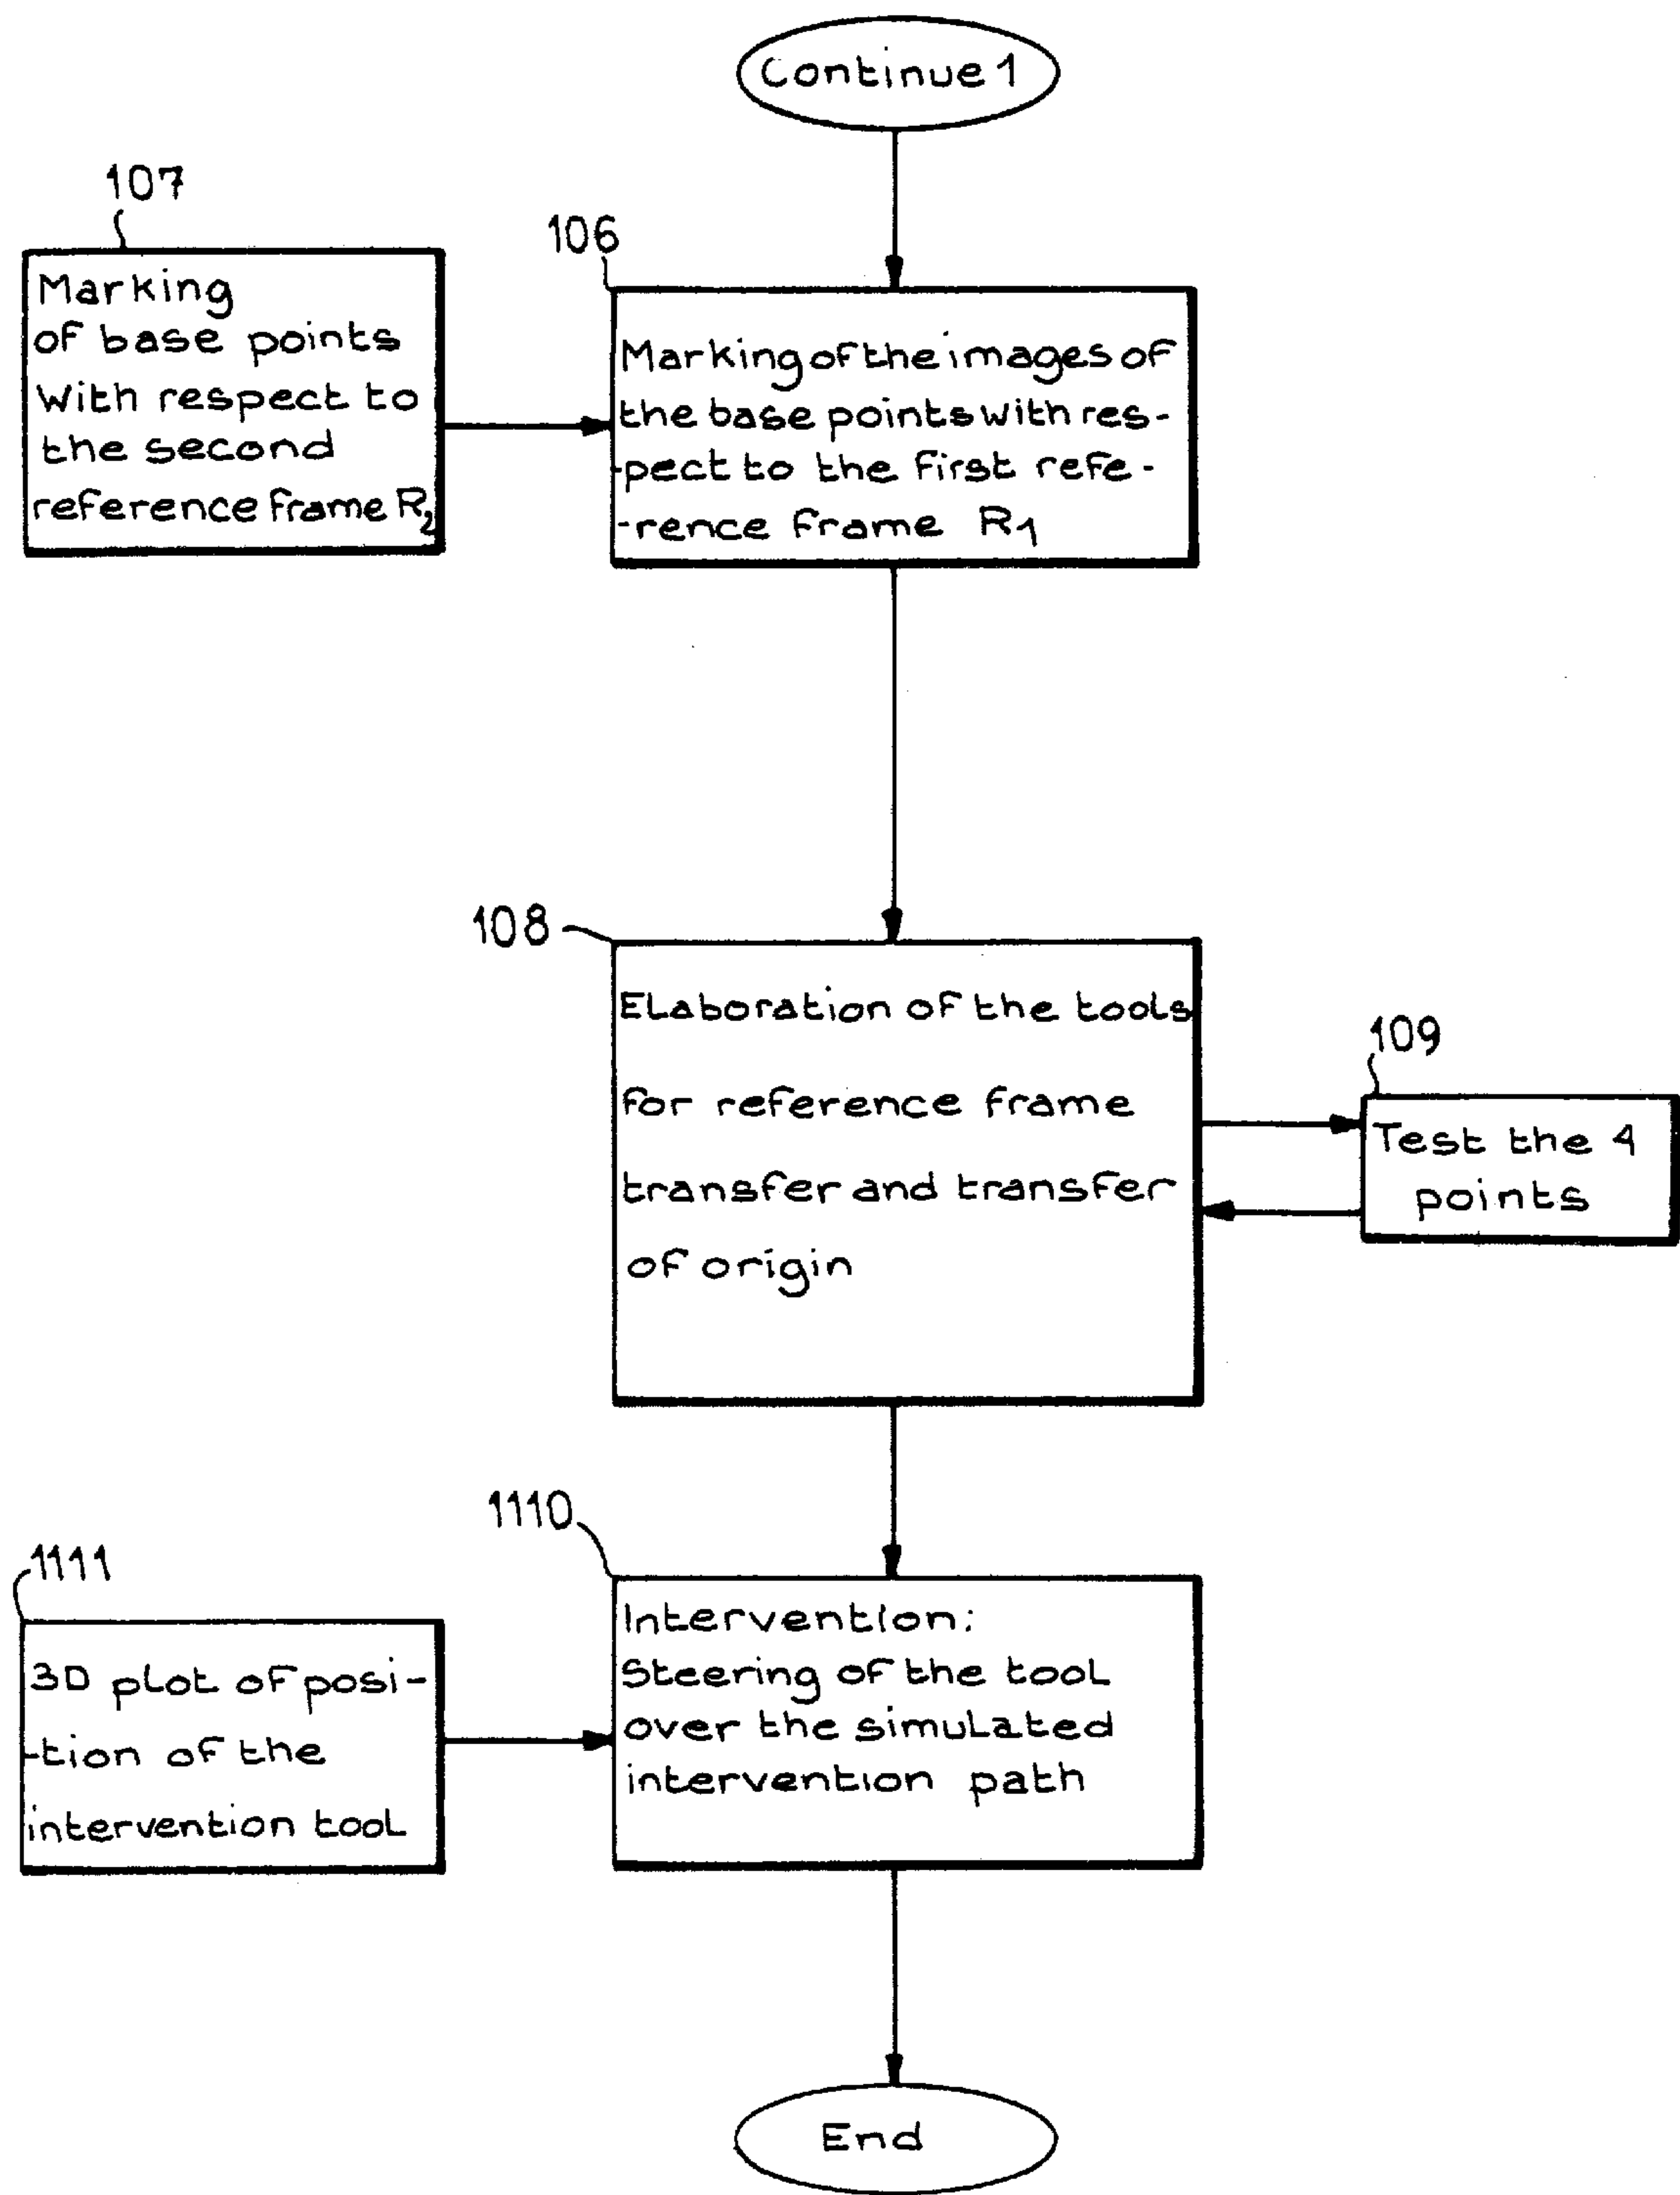 Continue 1
107
Marking
of base points
With respect to
the second
reference frame R2
106
Marking of the images of
the base points with res-
-pect to the first refe-
-rence frame R1
108
Elaboration of the tools
for reference frame
transfer and transfer
of origin
109
Test the 4
points
1111
3D plot of posi-
-tion of the
intervention tool
1110
Intervention:
Steering of the tool
over the simulated
intervention path
End